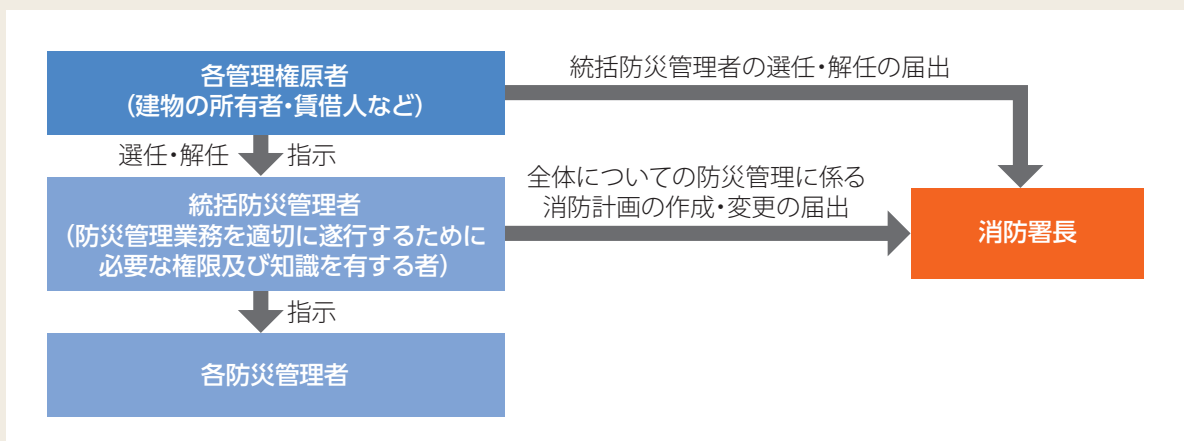 各管理権原者
（建物の所有者・賃借人など）
統括防災管理者の選任・解任の届出
選任・解任
指示
統括防災管理者
（防災管理業務を適切に遂行するために
必要な権限及び知識を有する者）
全体についての防災管理に係る
消防計画の作成・変更の届出
消防署長
指示
各防災管理者